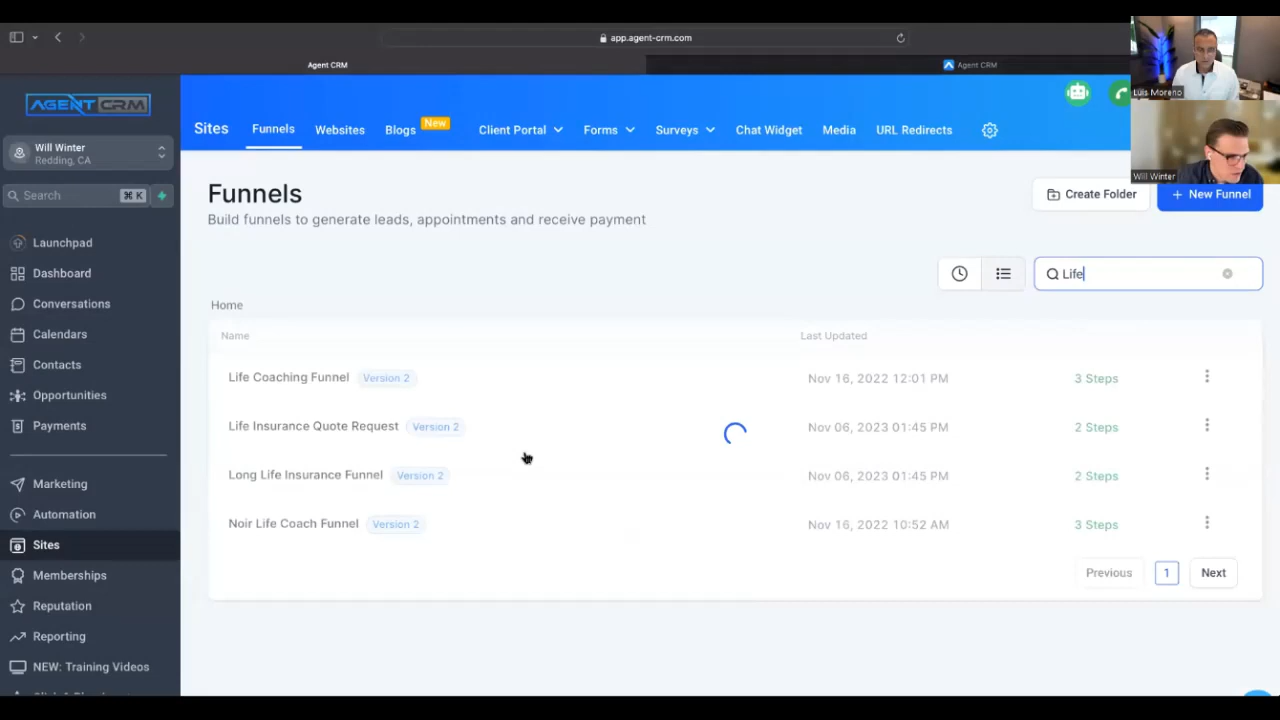 app.agent-crm.com
Agent CRM
Agent CRM
Luis Moreno
Will Winter
AGENT CRM
Will Winter
Redding, CA
Search
⌘ K
Launchpad
Dashboard
Conversations
Calendars
Contacts
Opportunities
Payments
Marketing
Automation
Sites
Memberships
Reputation
Reporting
NEW: Training Videos
Sites
Funnels
Websites
Blogs
New
Client Portal
Forms
Surveys
Chat Widget
Media
URL Redirects
Funnels
Build funnels to generate leads, appointments and receive payment
Create Folder
+ New Funnel
Life
Home
Name
Last Updated
Life Coaching Funnel Version 2 Nov 16, 2022 12:01 PM 3 Steps
Life Insurance Quote Request Version 2 Nov 06, 2023 01:45 PM 2 Steps
Long Life Insurance Funnel Version 2 Nov 06, 2023 01:45 PM 2 Steps
Noir Life Coach Funnel Version 2 Nov 16, 2022 10:52 AM 3 Steps
Previous 1 Next